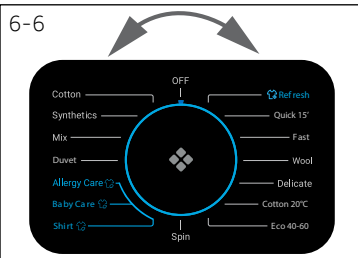 6-6
OFF
Cotton
Synthetics
Mix
Duvet
Allergy Care
Baby Care
Shirt
Spin
Refresh
Quick 15'
Fast
Wool
Delicate
Cotton 20°C
Eco 40-60